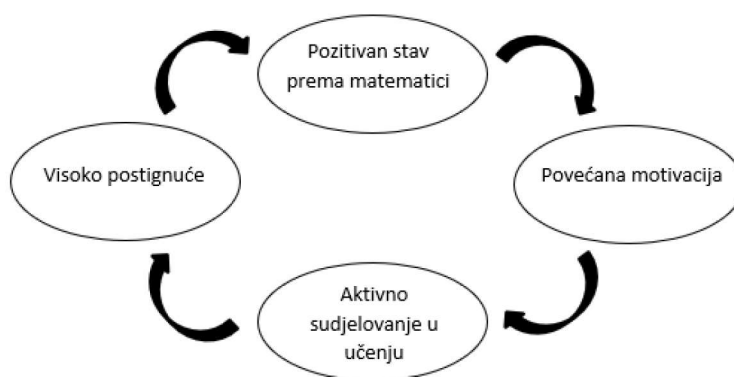 Pozitivan stav
prema matematici
Visoko postignuće
Povećana motivacija
Aktivno
sudjelovanje u
učenju